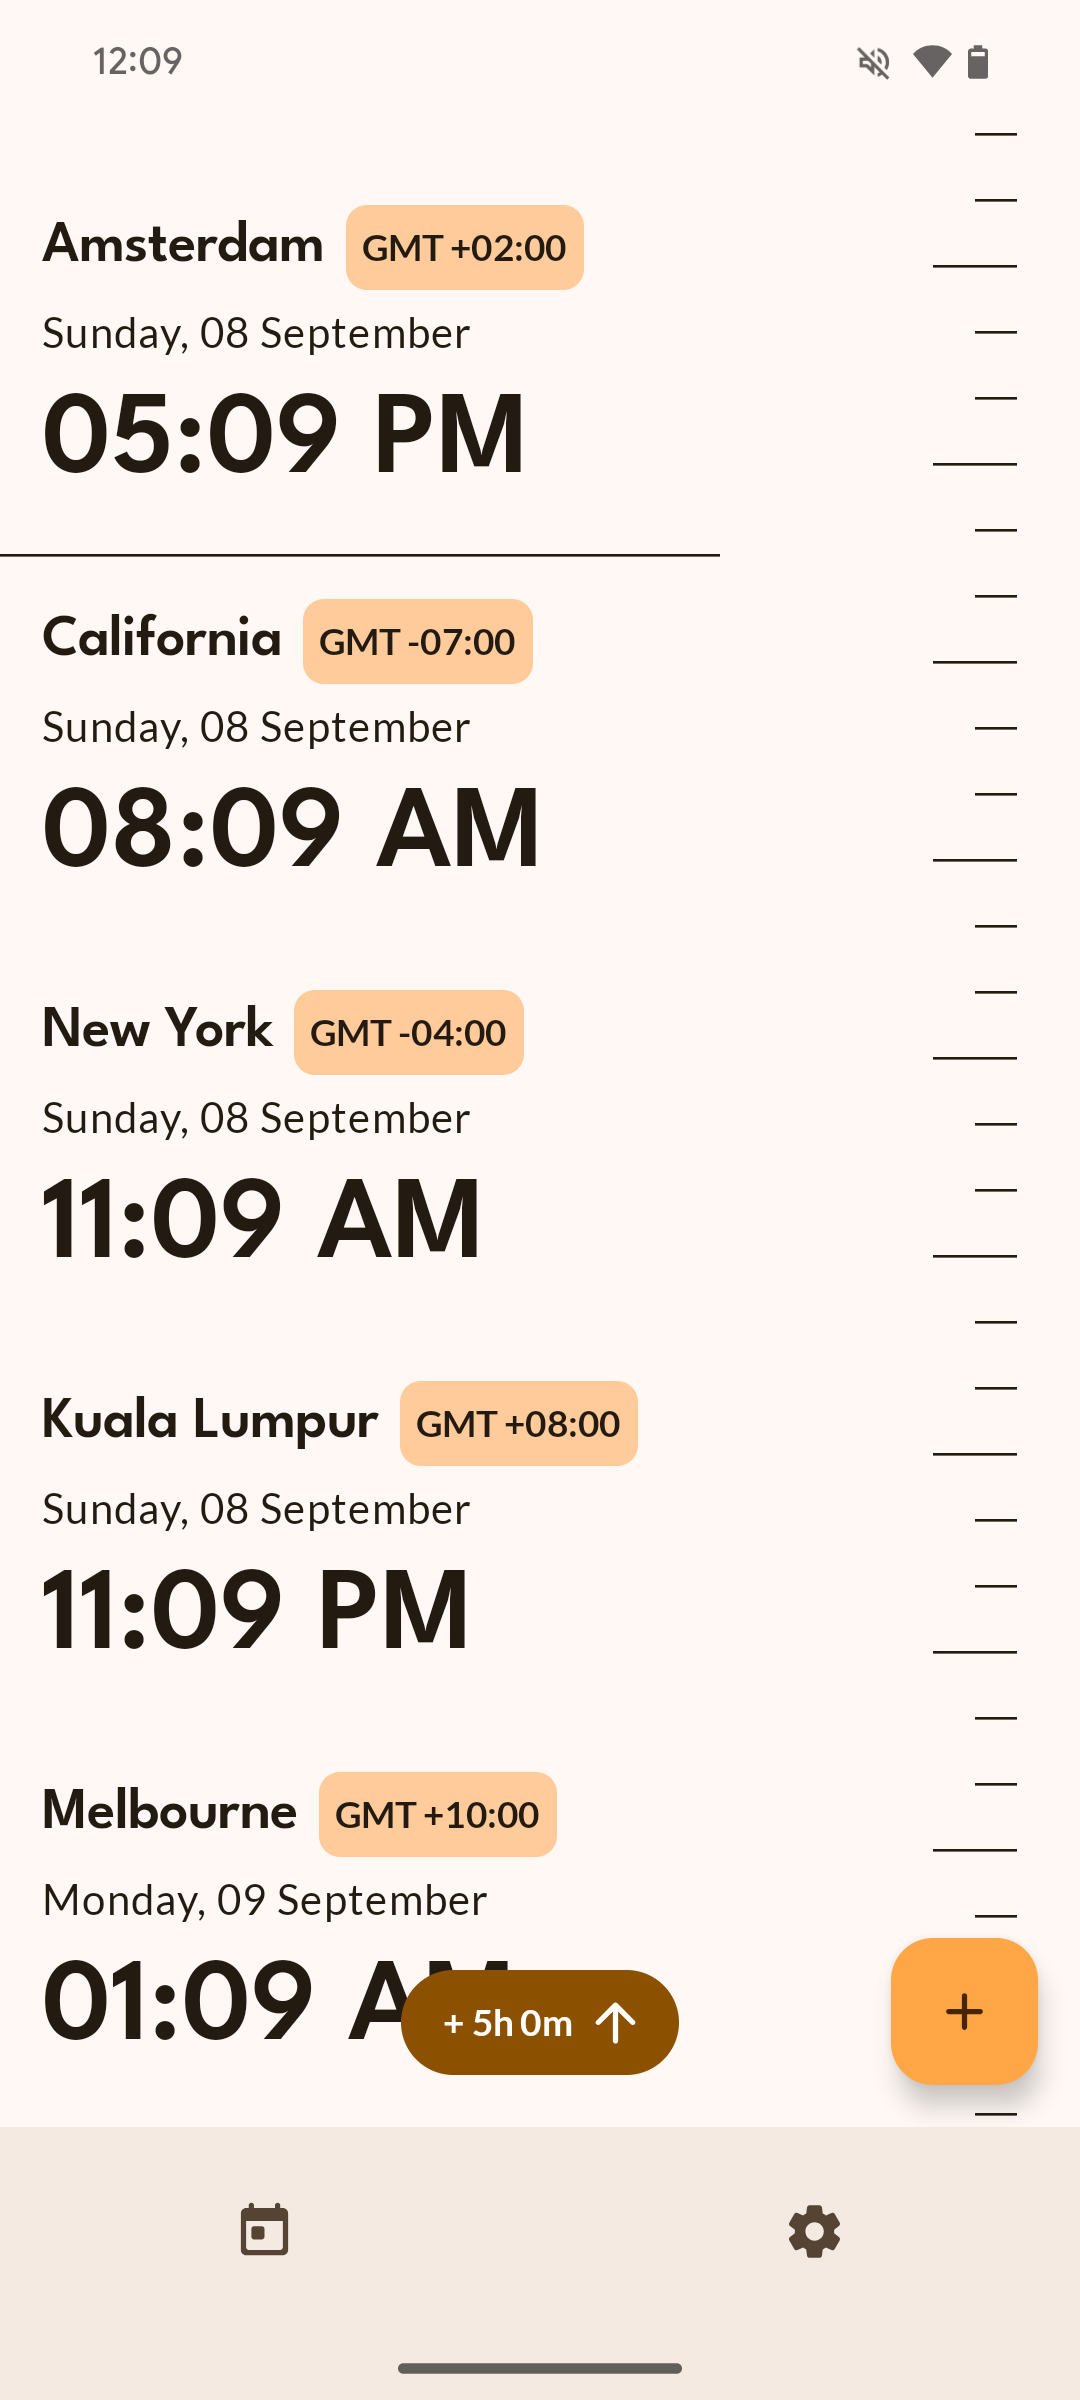 12:09
Amsterdam GMT +02:00
Sunday, 08 September
05:09 PM
California GMT -07:00
Sunday, 08 September
08:09 AM
New York GMT -04:00
Sunday, 08 September
11:09 AM
Kuala Lumpur GMT +08:00
Sunday, 08 September
11:09 PM
Melbourne GMT +10:00
Monday, 09 September
01:09 AM
+ 5h 0m